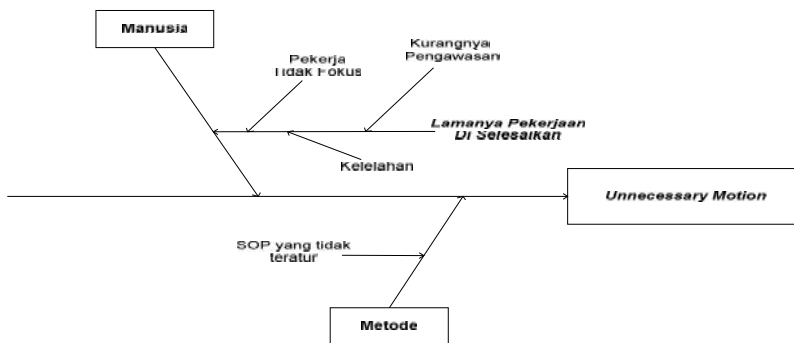 Manusia
Pekerja
Tidak Fokus
Kurangnya
Pengawasan
Lamanya Pekerjaan
Di Selesaikan
Kelelahan
Unnecessary Motion
SOP yang tidak
teratur
Metode